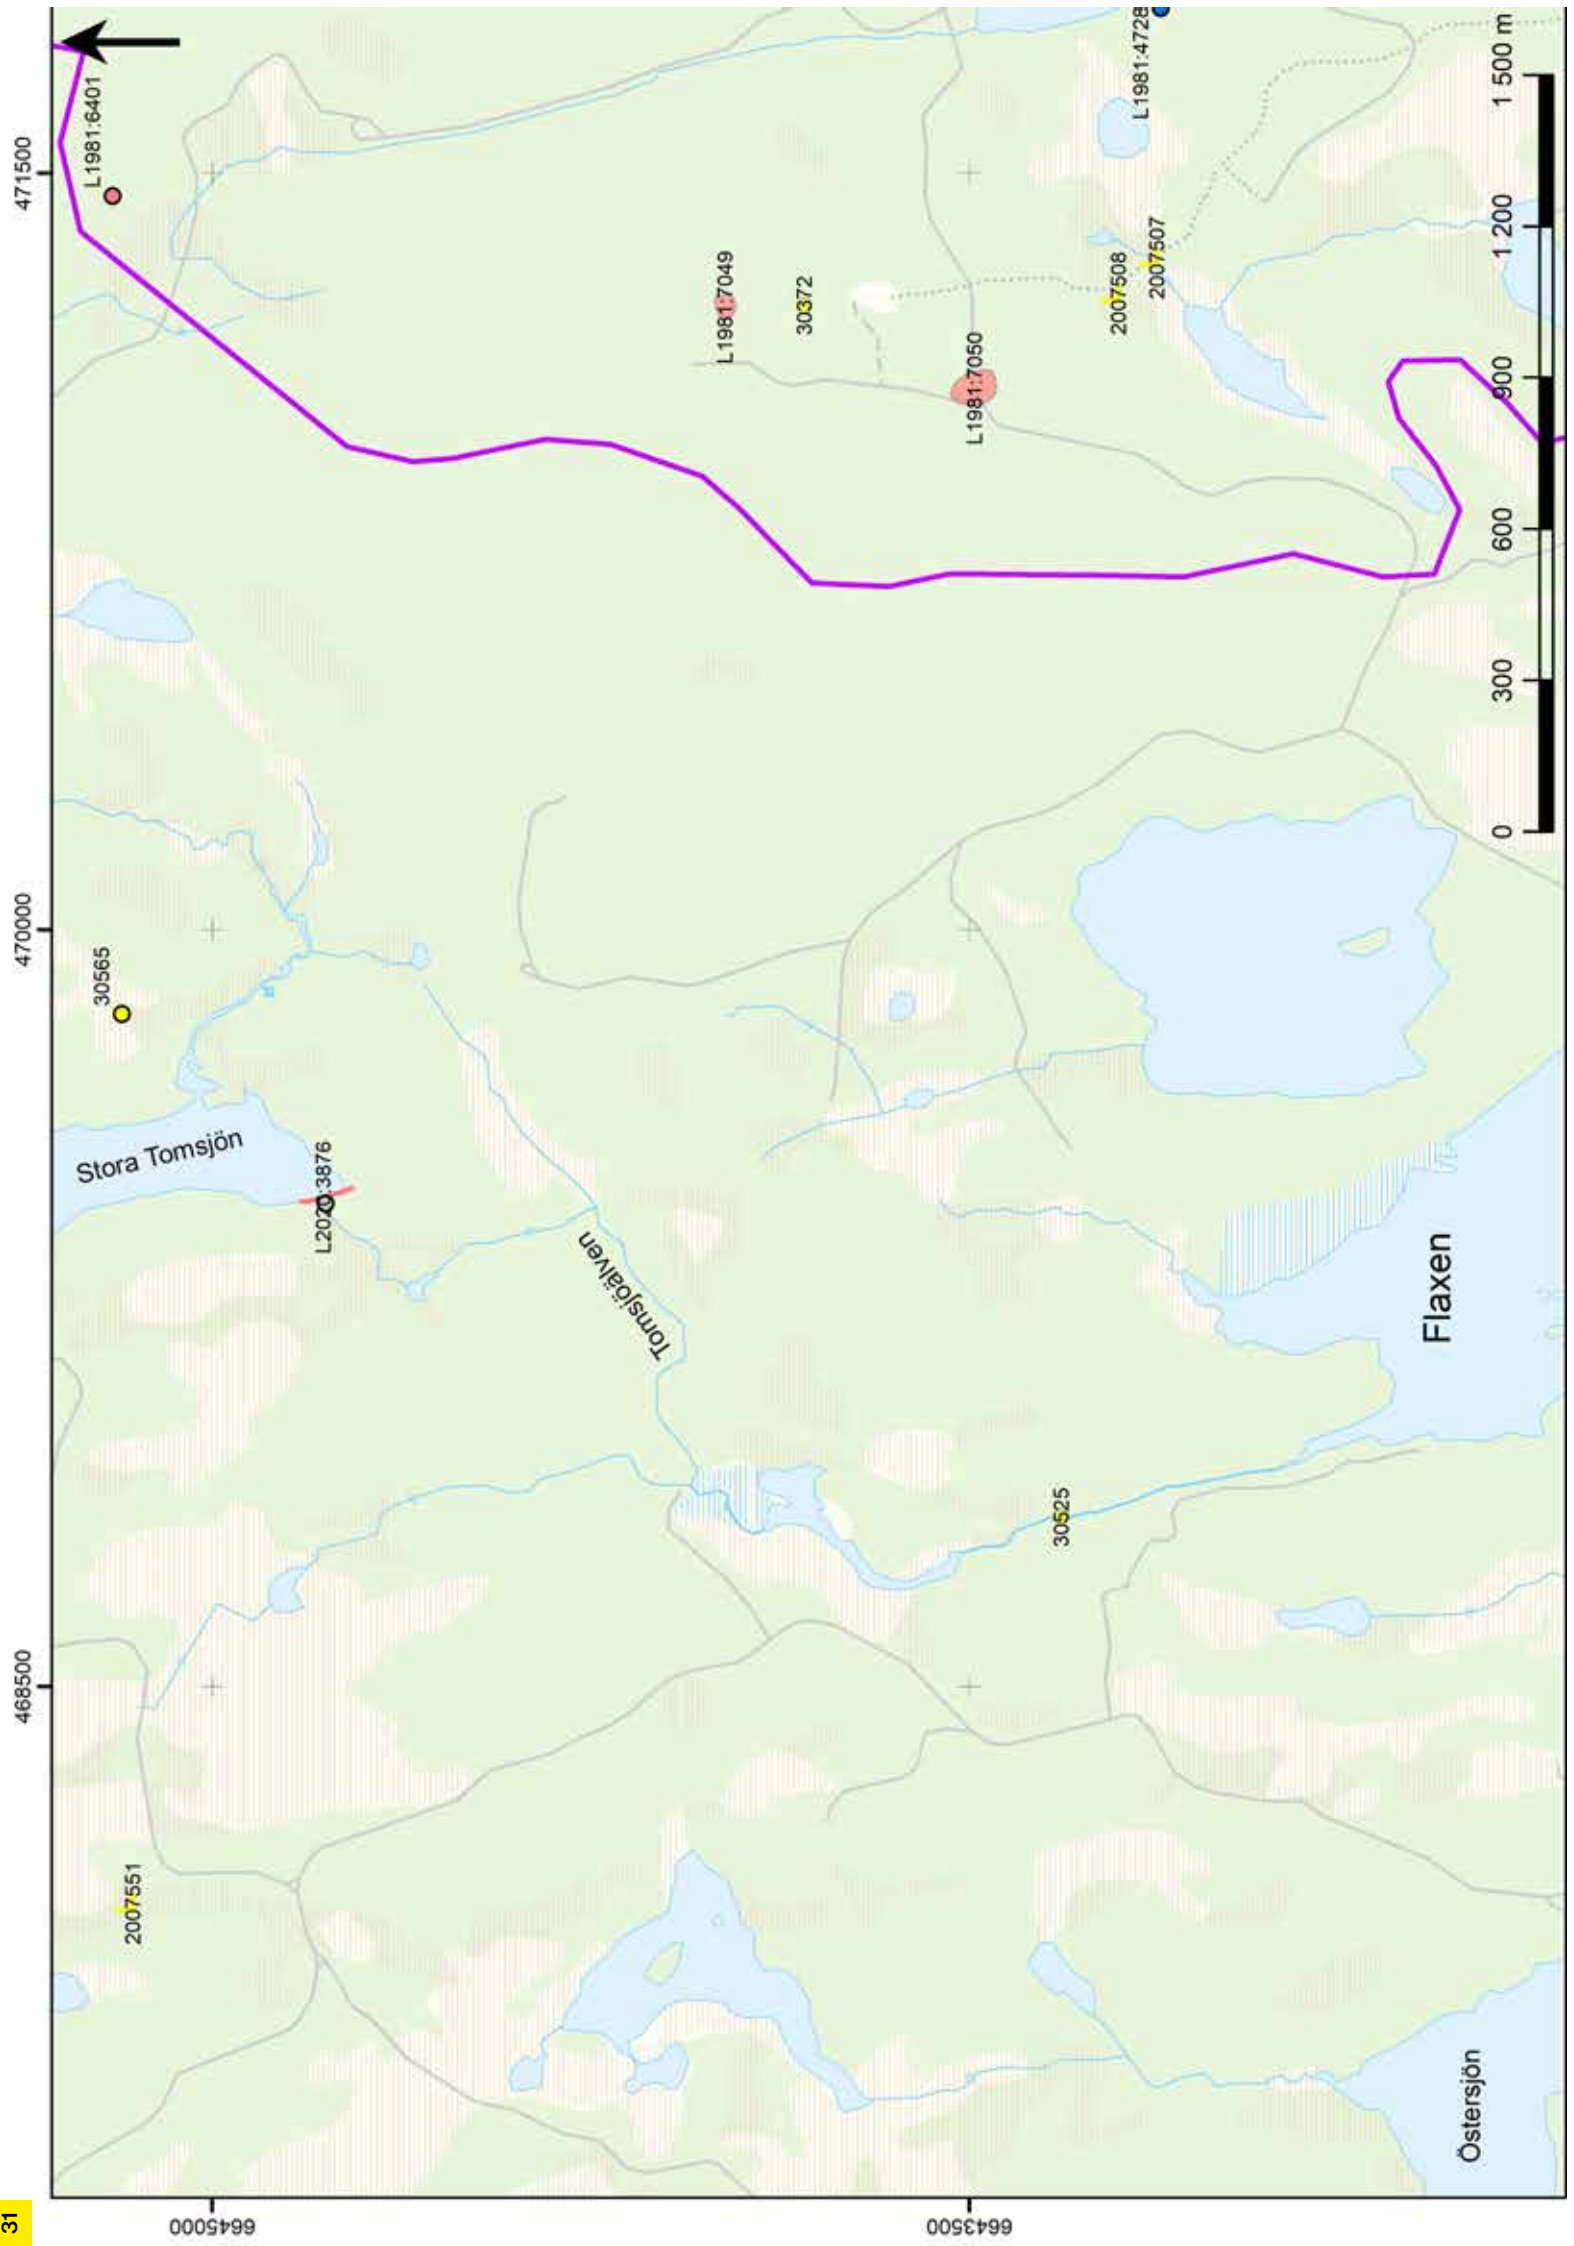 31
468500
470000
471500
L1981:6401
30565
2007551
Stora Tomsjön
6645000
L2020:3876
Tomsjöälven
L1981:7049
30372
6643500
L1981:7050
30525
2007508
L1981:4728
2007507
Flaxen
Östersjön
0 300 600 900 1 200 1 500 m